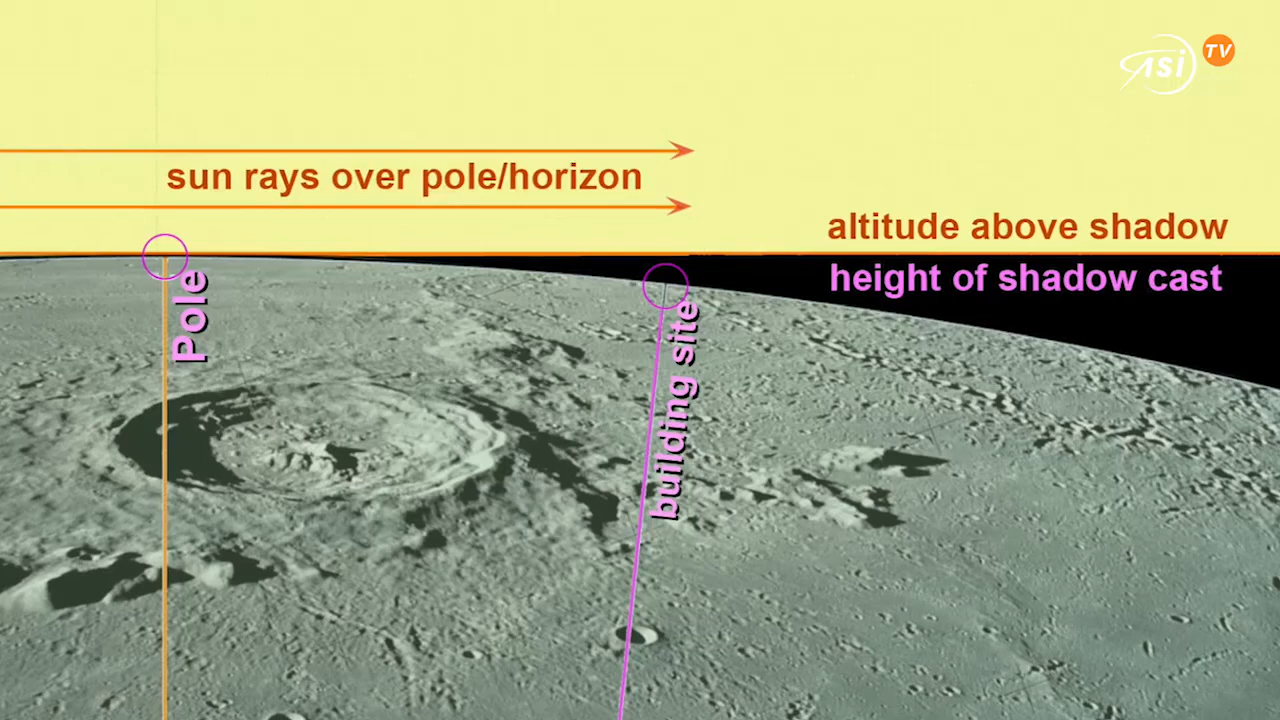 ASI TV
sun rays over pole/horizon
altitude above shadow
height of shadow cast
Pole
building site